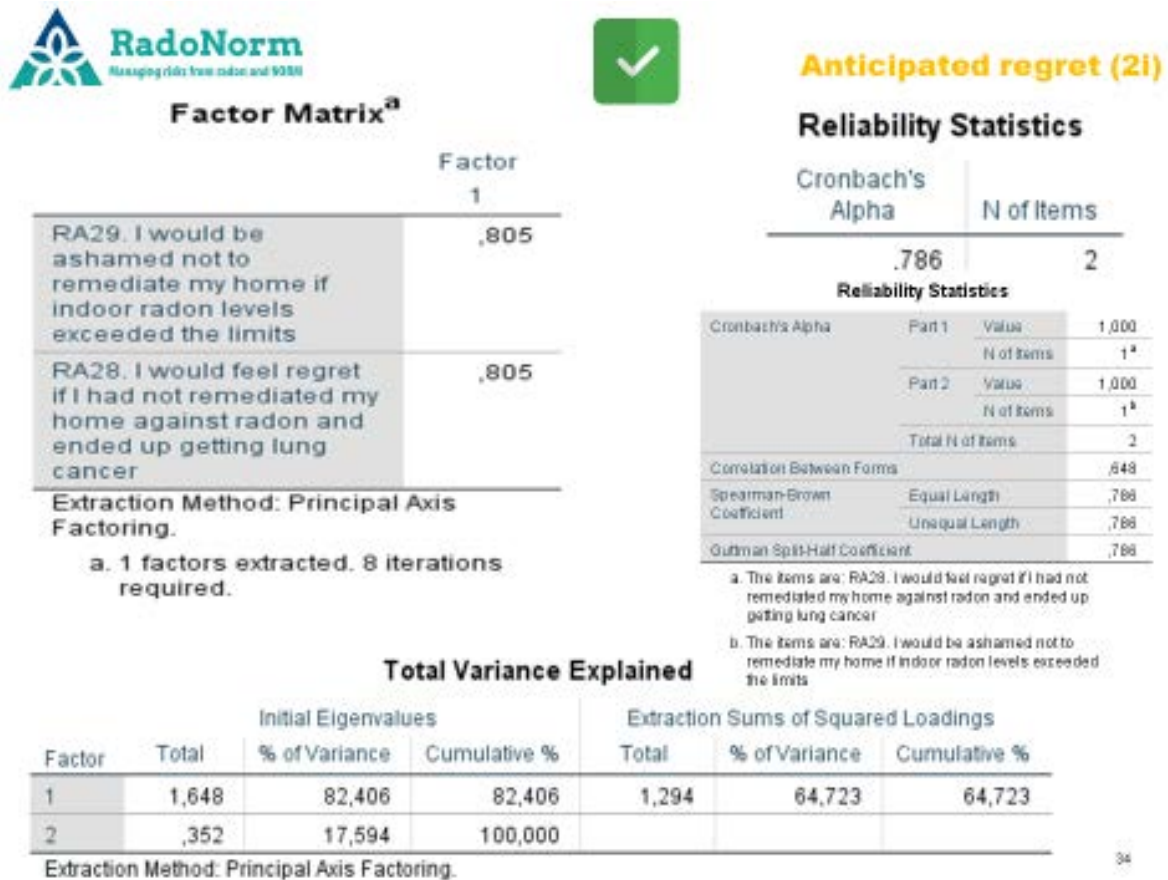 RadoNorm
Managing risks from radon and NORM
Anticipated regret (2i)
Factor Matrixa
Factor
1
RA29. I would be ,805
ashamed not to
remediate my home if
indoor radon levels
exceeded the limits
RA28. I would feel regret ,805
if I had not remediated my
home against radon and
ended up getting lung
cancer
Extraction Method: Principal Axis
Factoring.
a. 1 factors extracted. 8 iterations
required.
Reliability Statistics
Cronbach's
Alpha N of Items
.786 2
Reliability Statistics
Cronbach's Alpha Part 1 Value 1,000
N of Items 1a
Part 2 Value 1,000
N of Items 1b
Total N of Items 2
Correlation Between Forms ,648
Spearman-Brown Equal Length ,786
Coefficient
Unequal Length ,786
Guttman Split-Half Coefficient ,786
a. The items are: RA28. I would feel regret if I had not
remediated my home against radon and ended up
getting lung cancer
b. The items are: RA29. I would be ashamed not to
remediate my home if indoor radon levels exceeded
the limits
Total Variance Explained
Initial Eigenvalues Extraction Sums of Squared Loadings
Factor Total % of Variance Cumulative % Total % of Variance Cumulative %
1 1,648 82,406 82,406 1,294 64,723 64,723
2 ,352 17,594 100,000
Extraction Method: Principal Axis Factoring.
34